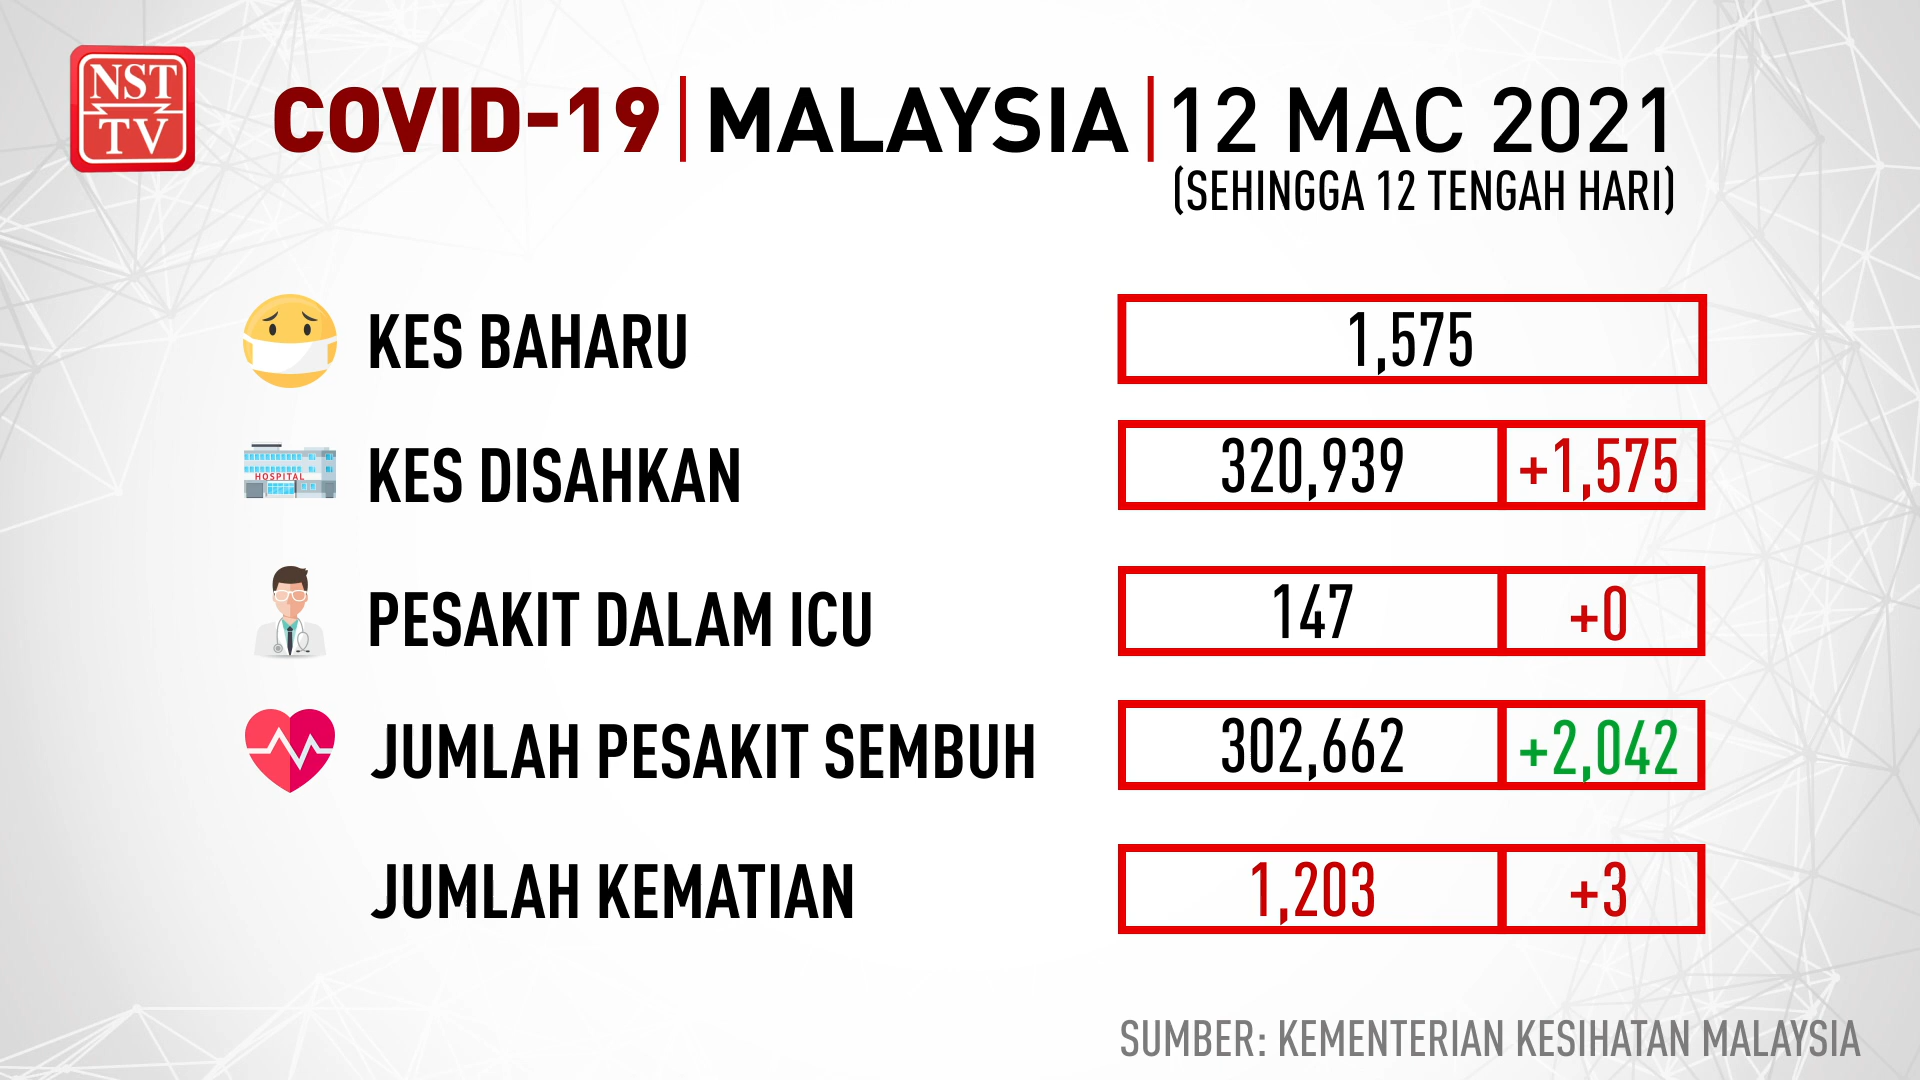 NST
TV
COVID-19 | MALAYSIA | 12 MAC 2021
(SEHINGGA 12 TENGAH HARI)
KES BAHARU 1,575
HOSPITAL
KES DISAHKAN 320,939 +1,575
PESAKIT DALAM ICU 147 +0
JUMLAH PESAKIT SEMBUH 302,662 +2,042
JUMLAH KEMATIAN 1,203 +3
SUMBER: KEMENTERIAN KESIHATAN MALAYSIA